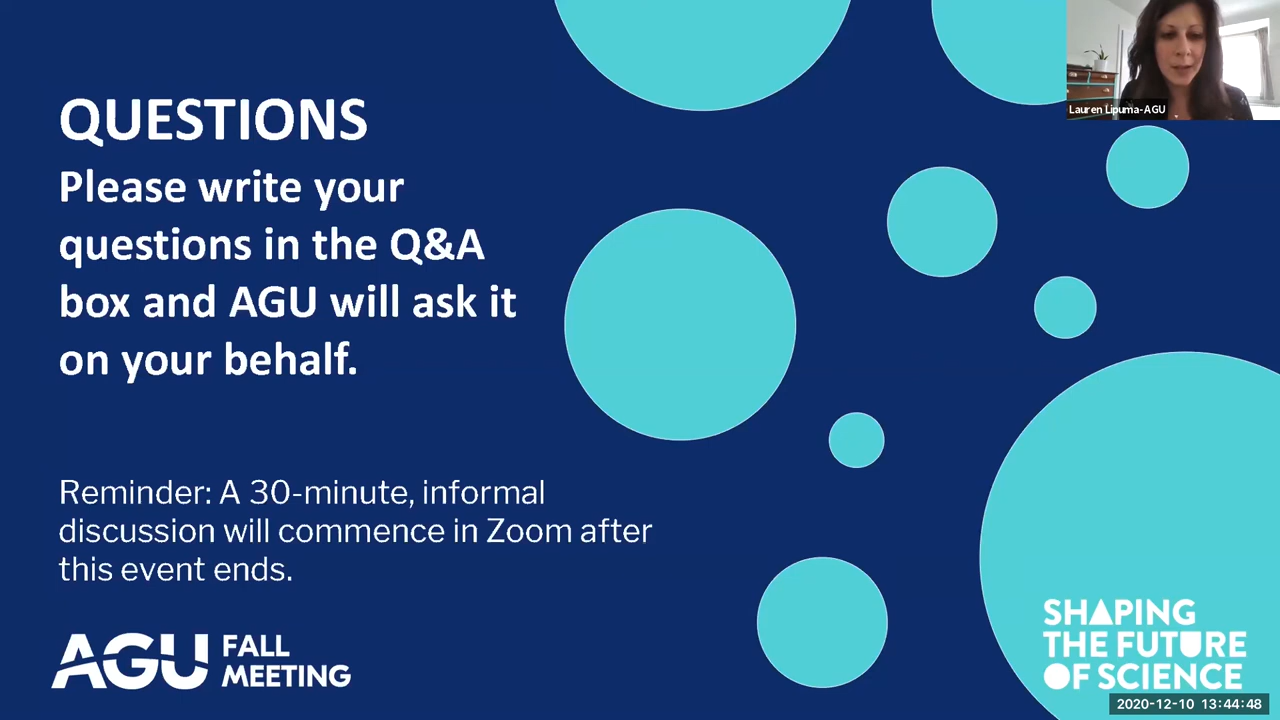 QUESTIONS
Please write your
questions in the Q&A
box and AGU will ask it
on your behalf.
Reminder: A 30-minute, informal
discussion will commence in Zoom after
this event ends.
AGU FALL
MEETING
Lauren Lipuma-AGU
SHAPING
THE FUTURE
OF SCIENCE
2020-12-10 13:44:48